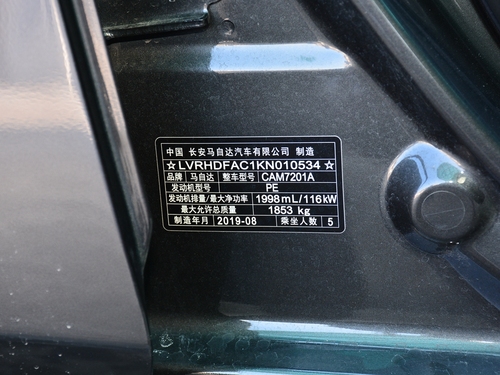 中国 长安马自达汽车有限公司 制造
☆LVRHDFAC1KN010534☆
品牌 马自达 整车型号 CAM7201A
发动机型号 PE
发动机排量/最大净功率 1998mL/116kW
最大允许总质量 1853 kg
制造年月 2019-08 乘坐人数 5